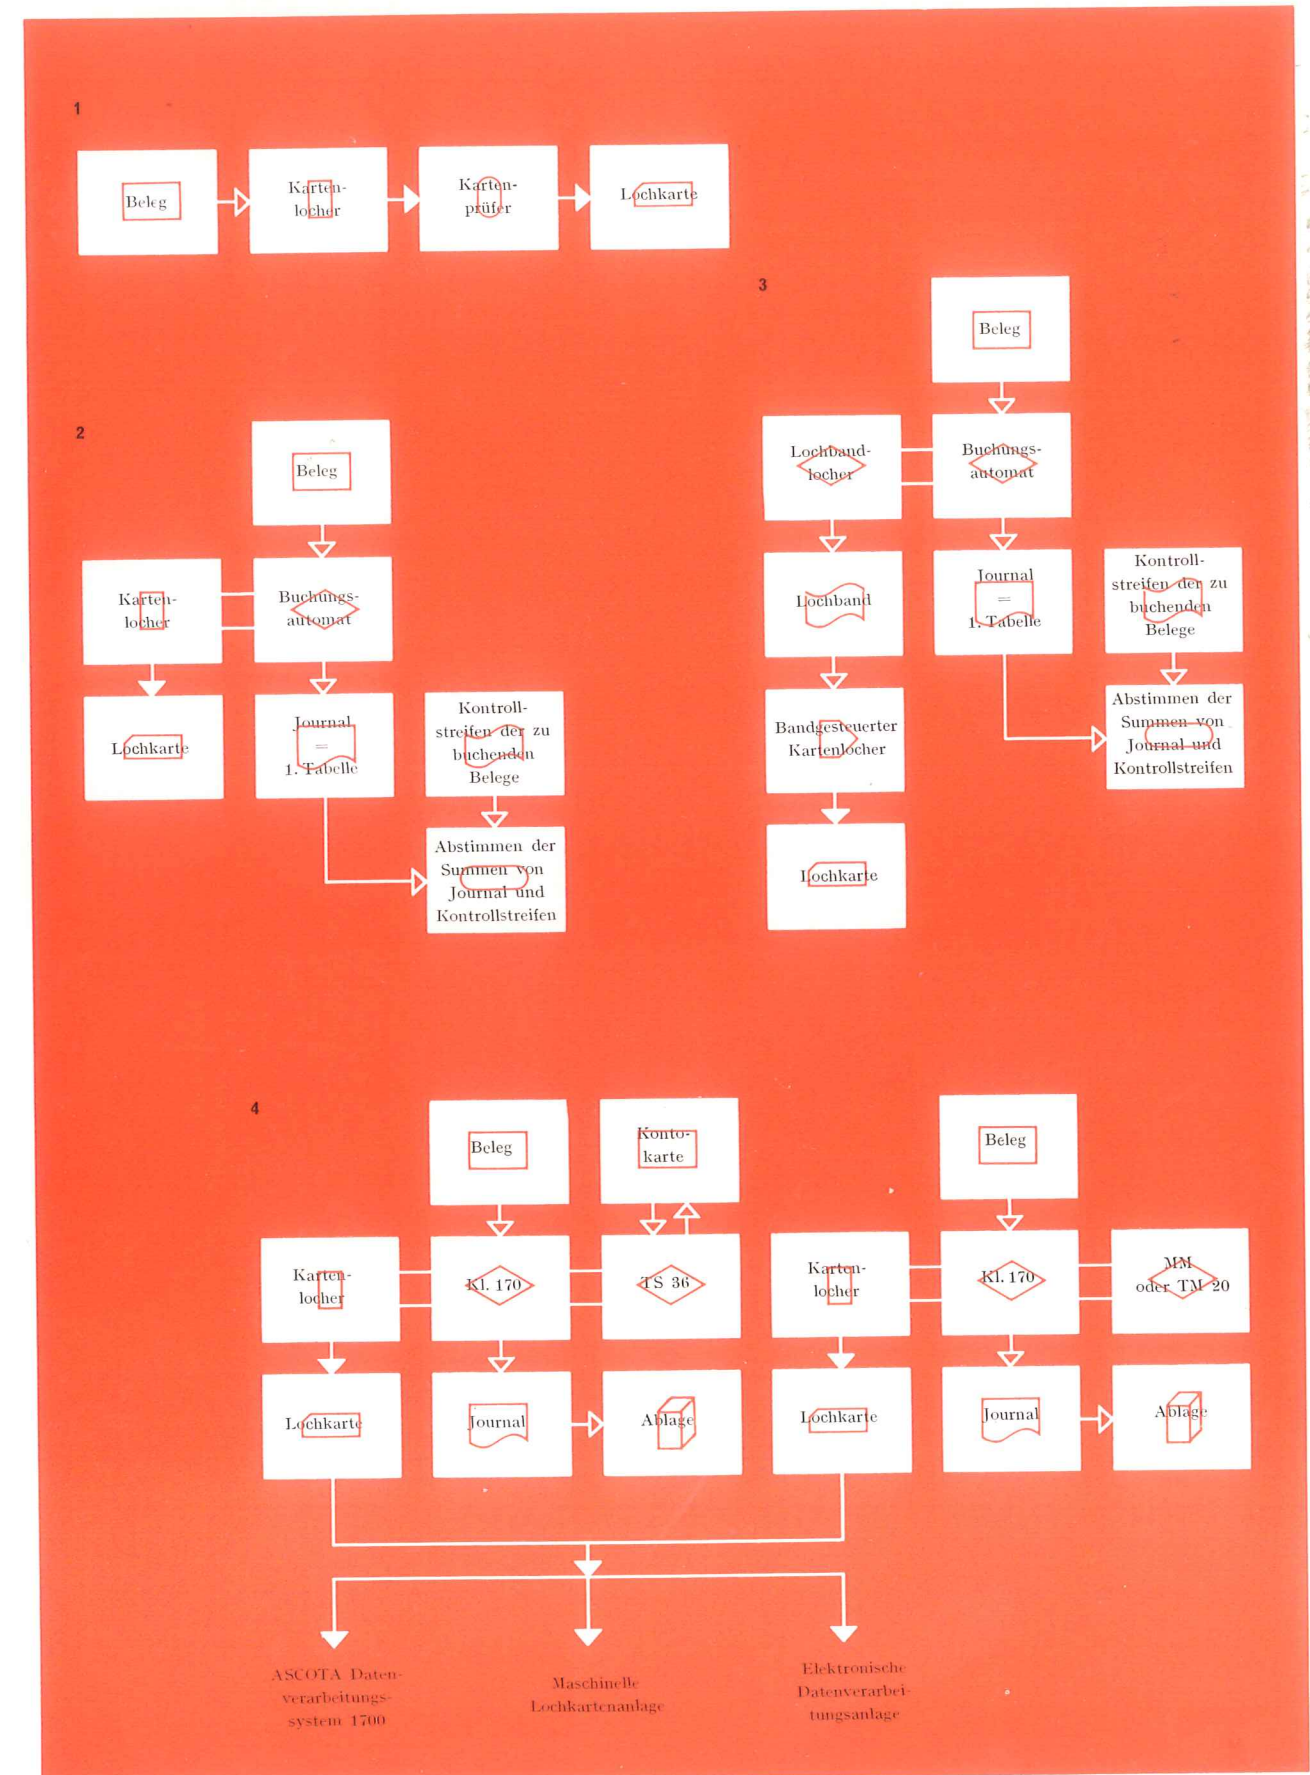 1
Beleg
Karten-
locher
Karten-
prüfer
Lochkarte
2
Beleg
Karten-
locher
Buchungs-
automat
Lochkarte
Journal
=
1. Tabelle
Kontroll-
streifen der zu
buchenden
Belege
Abstimmen der
Summen von
Journal und
Kontrollstreifen
3
Beleg
Lochband-
locher
Buchungs-
automat
Lochband
Journal
=
1. Tabelle
Kontroll-
streifen der zu
buchenden
Belege
Bandgesteuerter
Kartenlocher
Abstimmen der
Summen von
Journal und
Kontrollstreifen
Lochkarte
4
Beleg
Konto-
karte
Karten-
locher
Kl. 170
TS 36
Lochkarte
Journal
Ablage
Beleg
Karten-
locher
Kl. 170
MM
oder TM 20
Lochkarte
Journal
Ablage
ASCOTA Daten-
verarbeitungs-
system 1700
Maschinelle
Lochkartenanlage
Elektronische
Datenverarbei-
tungsanlage